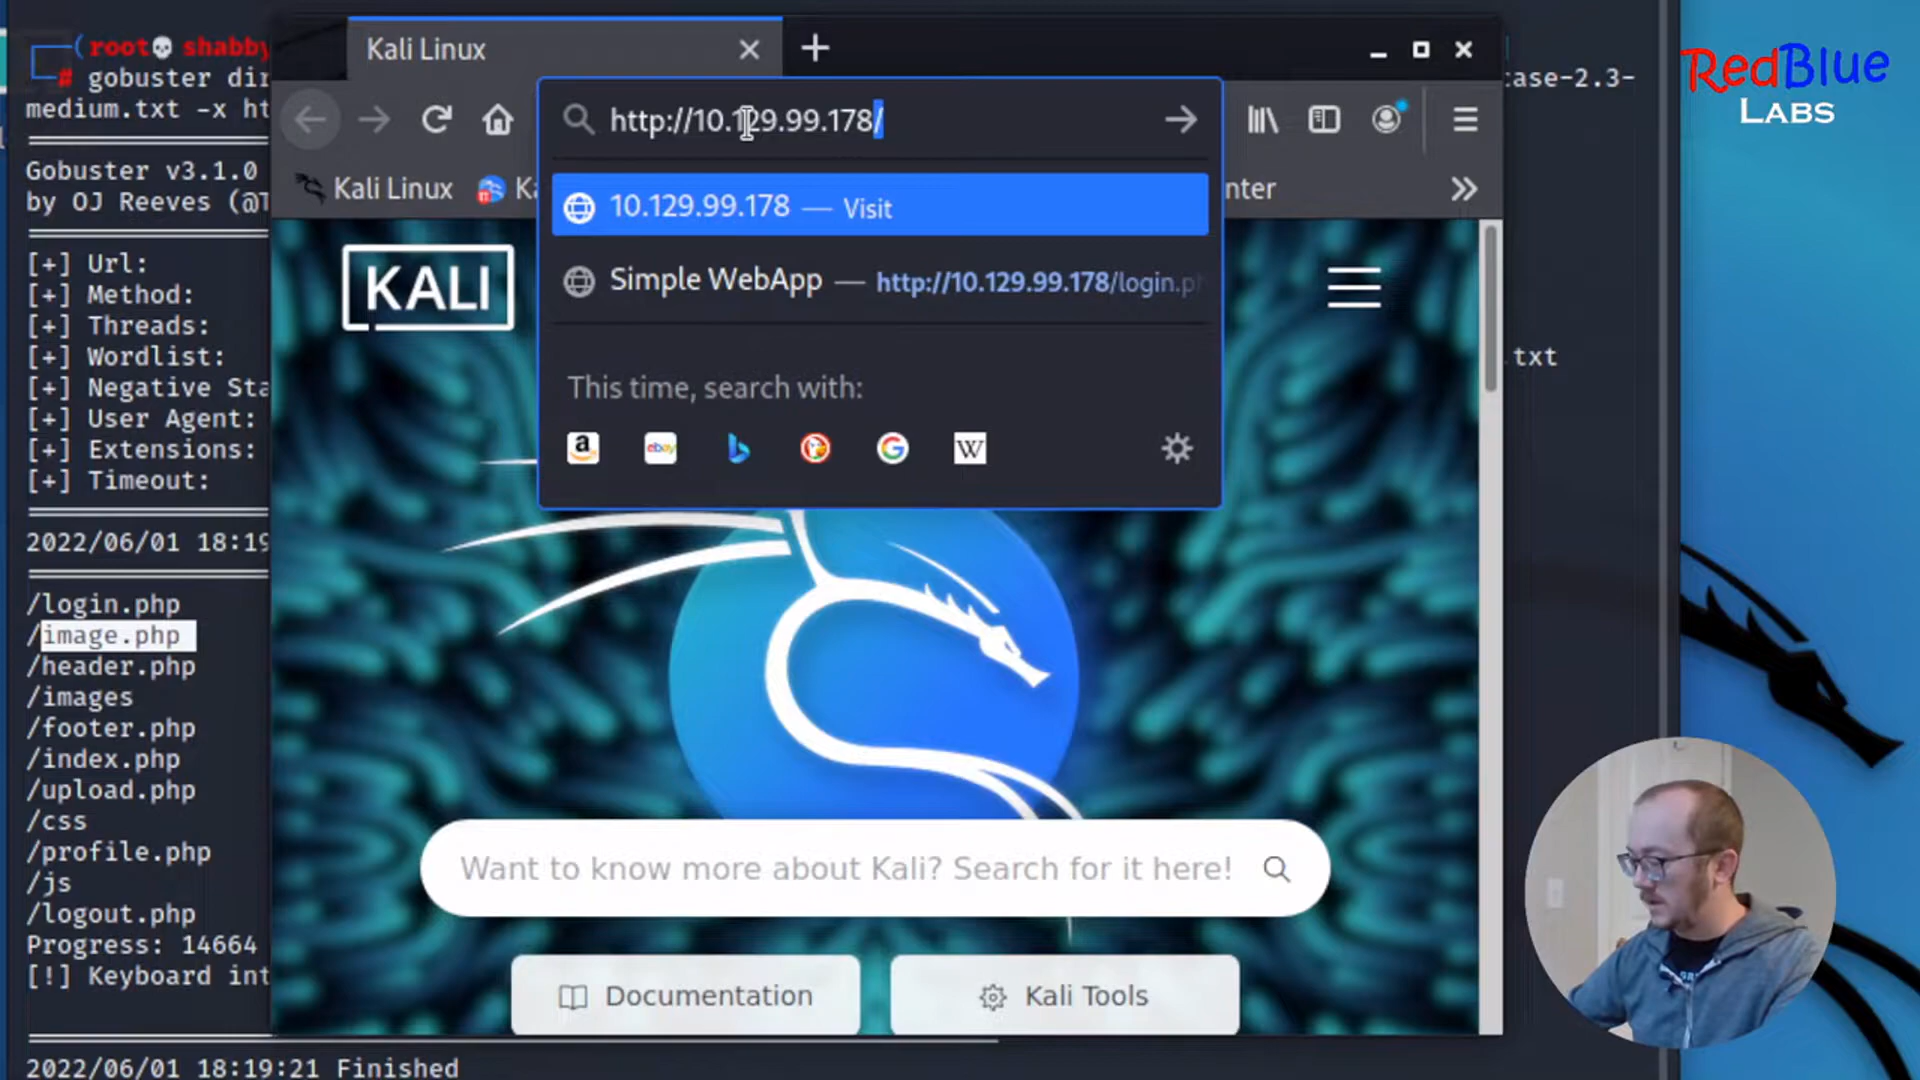 (root💀shabby
# gobuster dir
case-2.3-
medium.txt -x ht
Gobuster v3.1.0
by OJ Reeves (@T
[+] Url:
[+] Method:
[+] Threads:
[+] Wordlist:
.txt
[+] Negative Sta
[+] User Agent:
[+] Extensions:
[+] Timeout:
2022/06/01 18:19
/login.php
/image.php
/header.php
/images
/footer.php
/index.php
/upload.php
/css
/profile.php
/js
/logout.php
Progress: 14664
[!] Keyboard int
2022/06/01 18:19:21 Finished
Kali Linux
http://10.129.99.178/
Kali Linux
Ka
nter
10.129.99.178 — Visit
Simple WebApp — http://10.129.99.178/login.ph
This time, search with:
a
ebay
b
G
W
KALI
Want to know more about Kali? Search for it here!
Documentation
Kali Tools
RedBlue
LABS